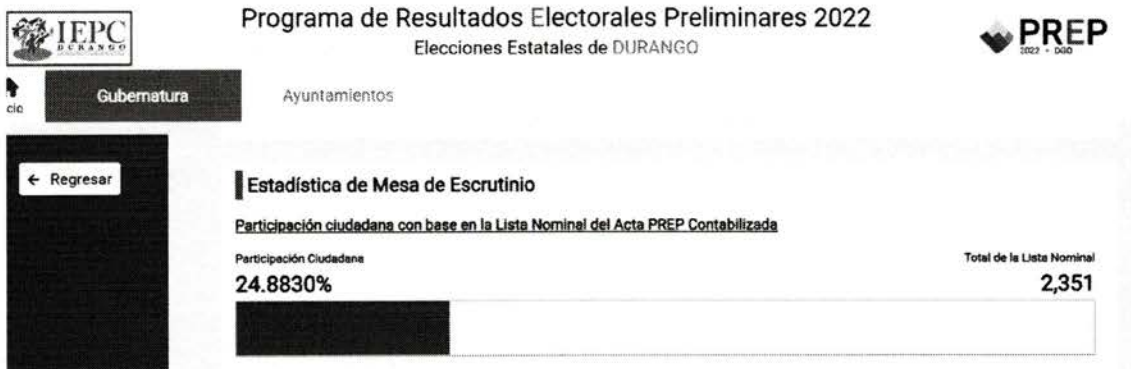 IEPC
DURANGO
Programa de Resultados Electorales Preliminares 2022
Elecciones Estatales de DURANGO
PREP
2022 - DGO
cio
Gubernatura
Ayuntamientos
← Regresar
Estadística de Mesa de Escrutinio
Participación ciudadana con base en la Lista Nominal del Acta PREP Contabilizada
Participación Ciudadana
Total de la Lista Nominal
24.8830%
2,351